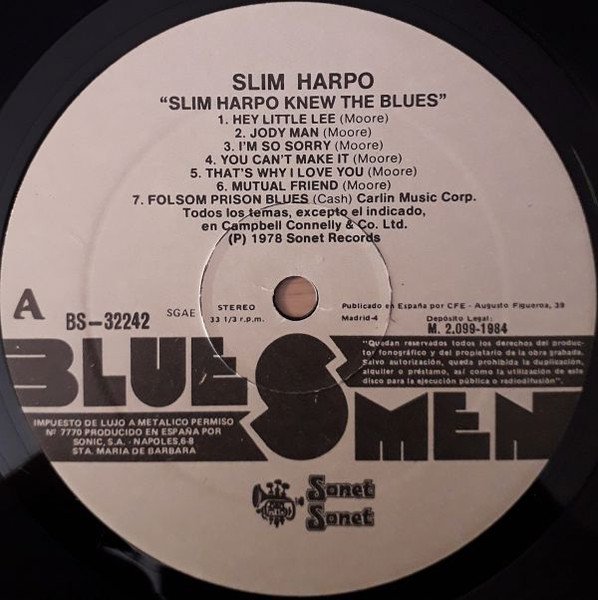 SLIM HARPO
"SLIM HARPO KNEW THE BLUES"
1. HEY LITTLE LEE (Moore)
2. JODY MAN (Moore)
3. I'M SO SORRY (Moore)
4. YOU CAN'T MAKE IT (Moore)
5. THAT'S WHY I LOVE YOU (Moore)
6. MUTUAL FRIEND (Moore)
7. FOLSOM PRISON BLUES (Cash) Carlin Music Corp.
Todos los temas, excepto el indicado,
en Campbell Connelly & Co. Ltd.
(P) 1978 Sonet Records
A
BS-32242
SGAE
STEREO
33 1/3 r.p.m.
Publicado en España por CFE - Augusto Figueroa, 39
Madrid-4
Depósito Legal:
M. 2.099-1984
BLUES MEN
"Quedan reservados todos los derechos del produc-
tor fonográfico y del propietario de la obra grabada.
Salvo autorización, queda prohibida la duplicación,
alquiler o préstamo, así como la utilización de este
disco para la ejecución pública o radiodifusión".
IMPUESTO DE LUJO A METALICO PERMISO
Nº 7770 PRODUCIDO EN ESPAÑA POR
SONIC, S.A. - NAPOLES, 6-8
STA. MARIA DE BARBARA
Sonet
Sonet